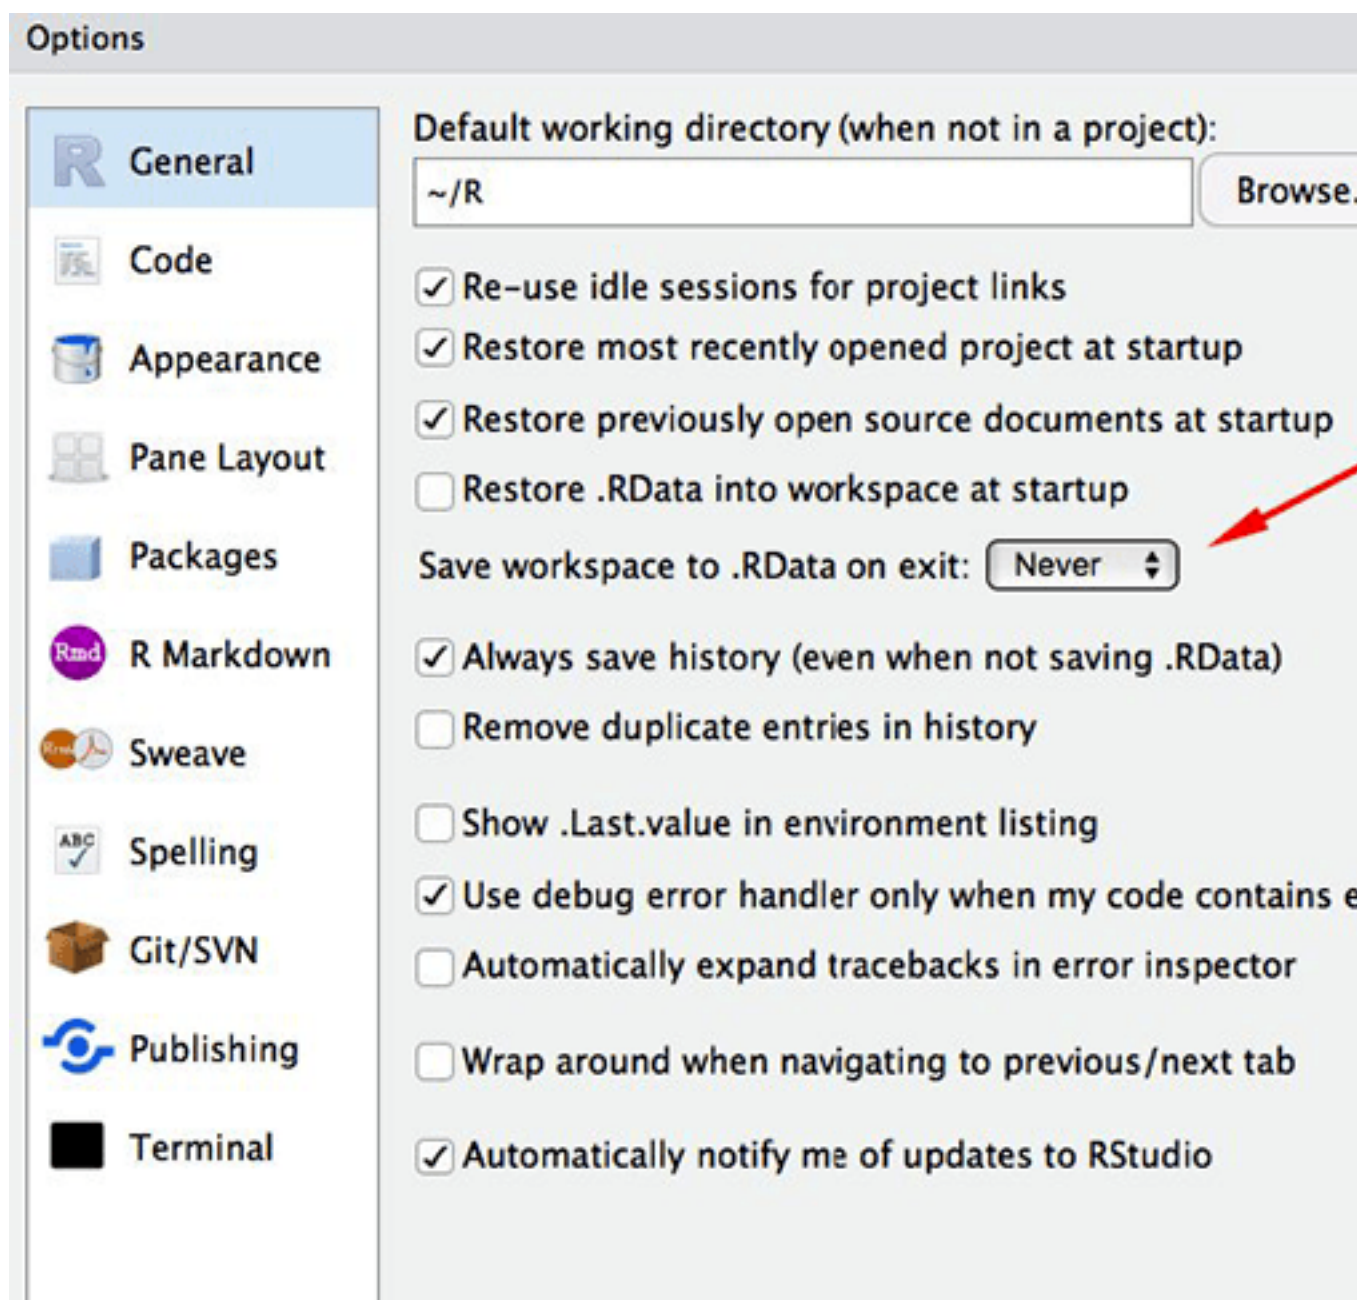 Options
General
Code
Appearance
Pane Layout
Packages
Rmd
R Markdown
Sweave
ABC
Spelling
Git/SVN
Publishing
Terminal
Default working directory (when not in a project):
~/R
Browse.
Re-use idle sessions for project links
Restore most recently opened project at startup
Restore previously open source documents at startup
Restore .RData into workspace at startup
Save workspace to .RData on exit: Never
Always save history (even when not saving .RData)
Remove duplicate entries in history
Show .Last.value in environment listing
Use debug error handler only when my code contains e
Automatically expand tracebacks in error inspector
Wrap around when navigating to previous/next tab
Automatically notify me of updates to RStudio